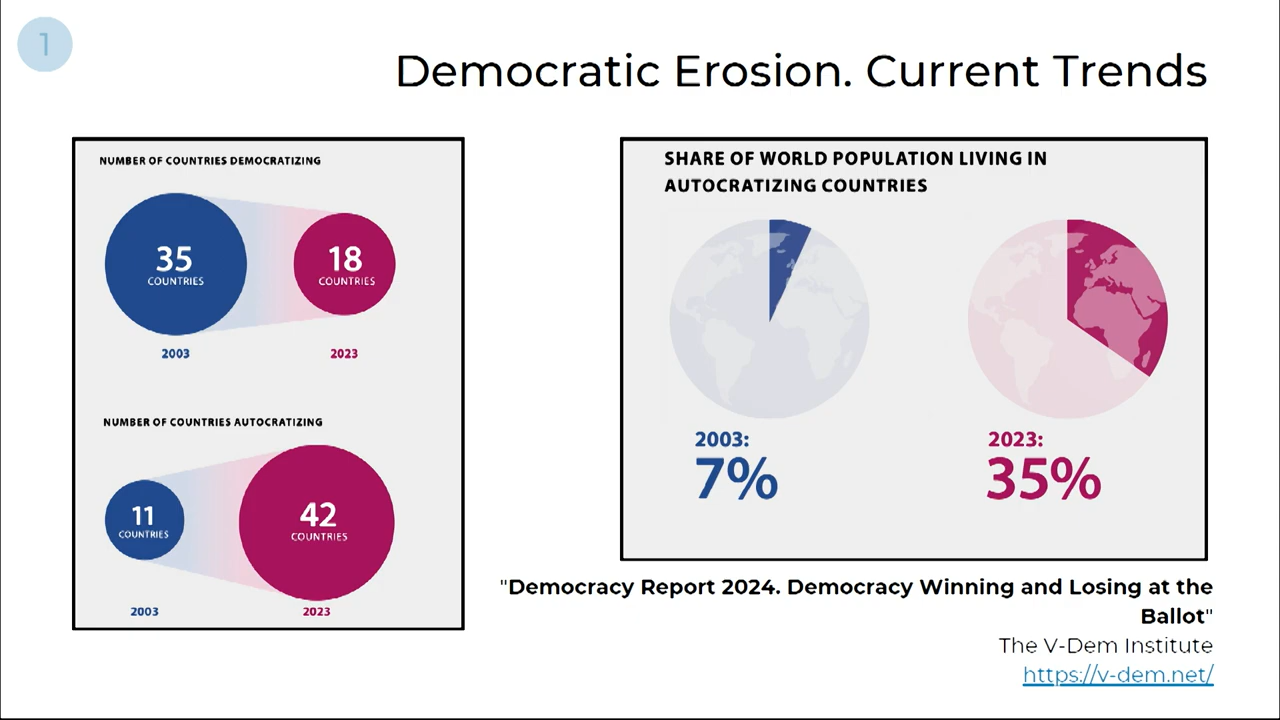 1
Democratic Erosion. Current Trends
NUMBER OF COUNTRIES DEMOCRATIZING
35
COUNTRIES
18
COUNTRIES
2003
2023
NUMBER OF COUNTRIES AUTOCRATIZING
11
COUNTRIES
42
COUNTRIES
2003
2023
SHARE OF WORLD POPULATION LIVING IN
AUTOCRATIZING COUNTRIES
2003:
7%
2023:
35%
"Democracy Report 2024. Democracy Winning and Losing at the
Ballot"
The V-Dem Institute
https://v-dem.net/